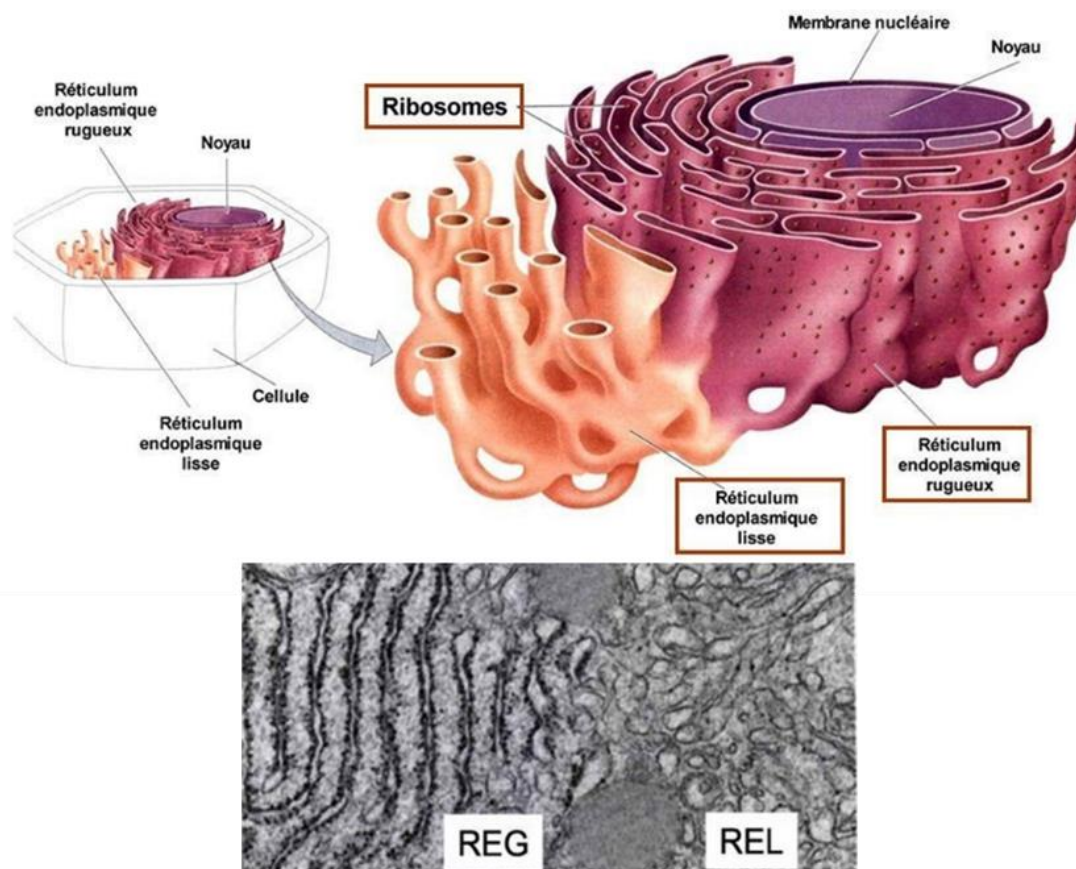 Réticulum
endoplasmique
rugueux
Noyau
Cellule
Réticulum
endoplasmique
lisse
Membrane nucléaire
Noyau
Ribosomes
Réticulum
endoplasmique
rugueux
Réticulum
endoplasmique
lisse
REG
REL